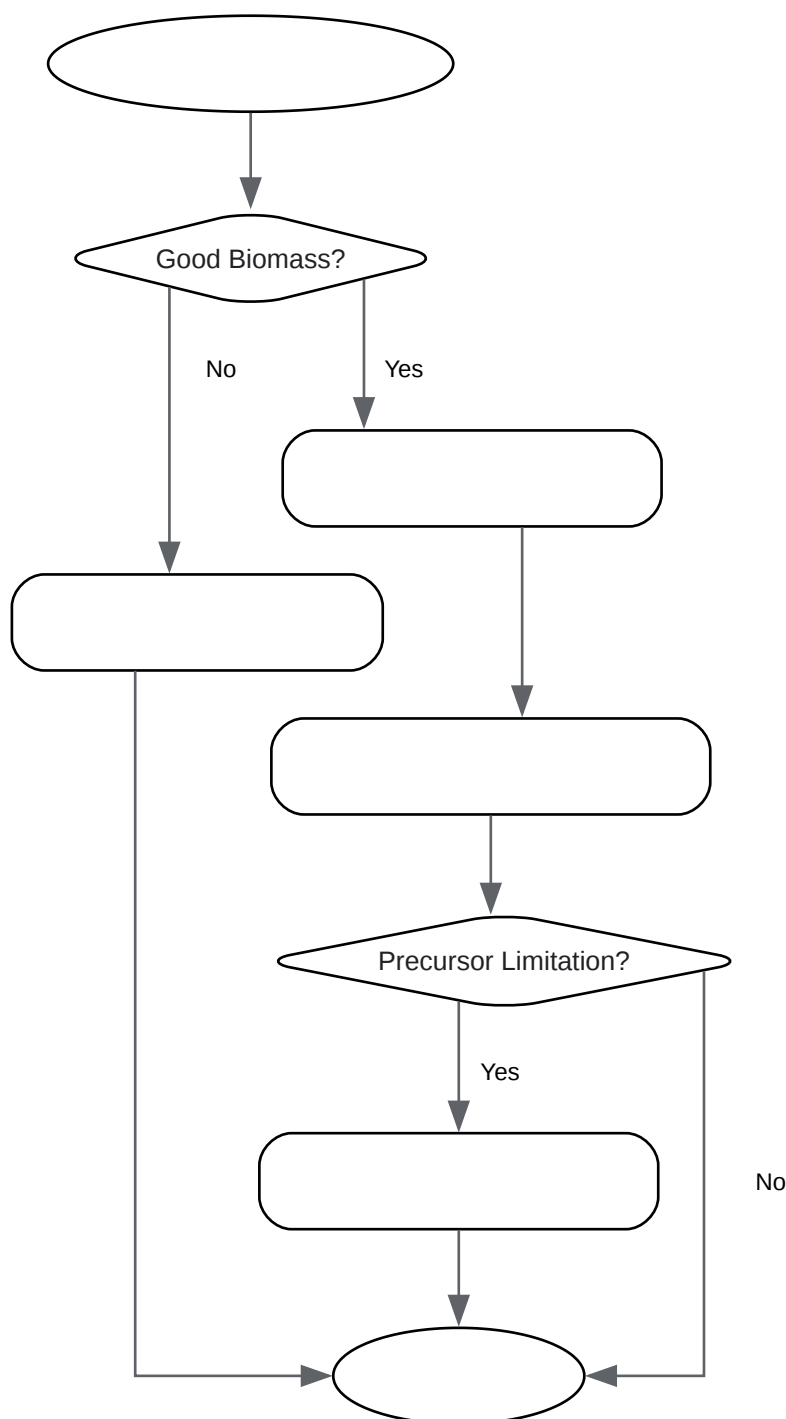 Good Biomass?
No
Yes
Precursor Limitation?
Yes
No